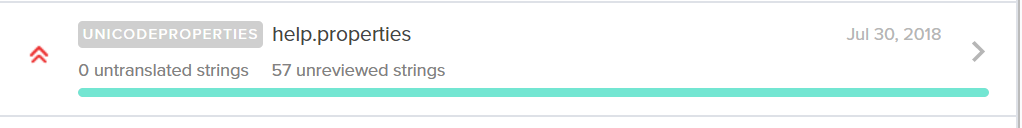 UNICODEPROPERTIES help.properties Jul 30, 2018
0 untranslated strings 57 unreviewed strings